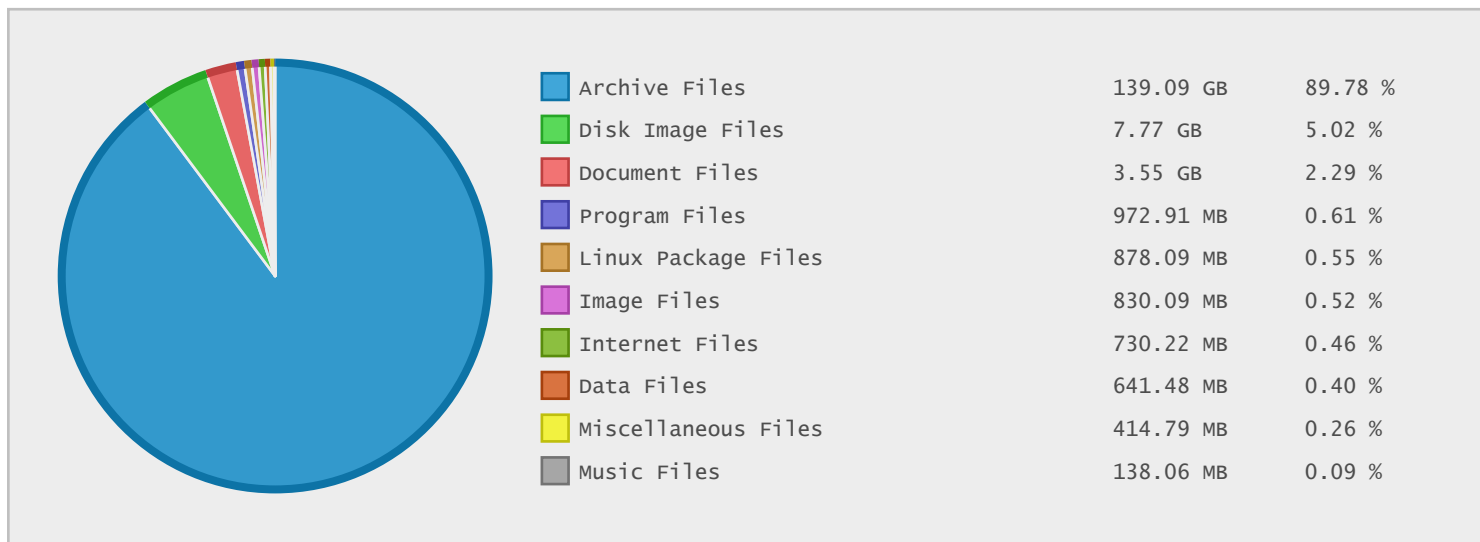 Archive Files 139.09 GB 89.78 %
Disk Image Files 7.77 GB 5.02 %
Document Files 3.55 GB 2.29 %
Program Files 972.91 MB 0.61 %
Linux Package Files 878.09 MB 0.55 %
Image Files 830.09 MB 0.52 %
Internet Files 730.22 MB 0.46 %
Data Files 641.48 MB 0.40 %
Miscellaneous Files 414.79 MB 0.26 %
Music Files 138.06 MB 0.09 %